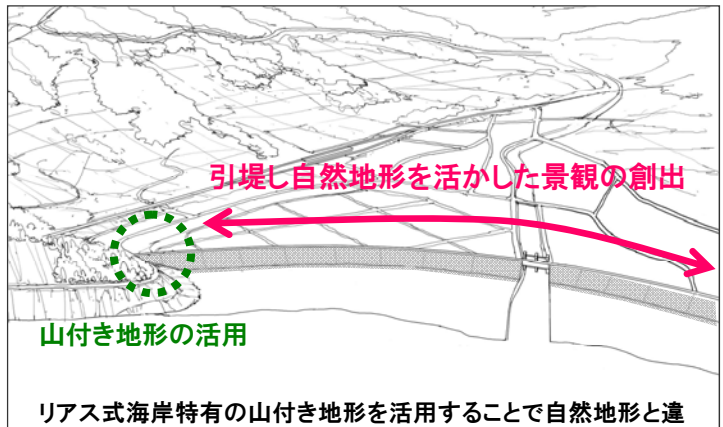 引堤し自然地形を活かした景観の創出
山付き地形の活用
リアス式海岸特有の山付き地形を活用することで自然地形と違